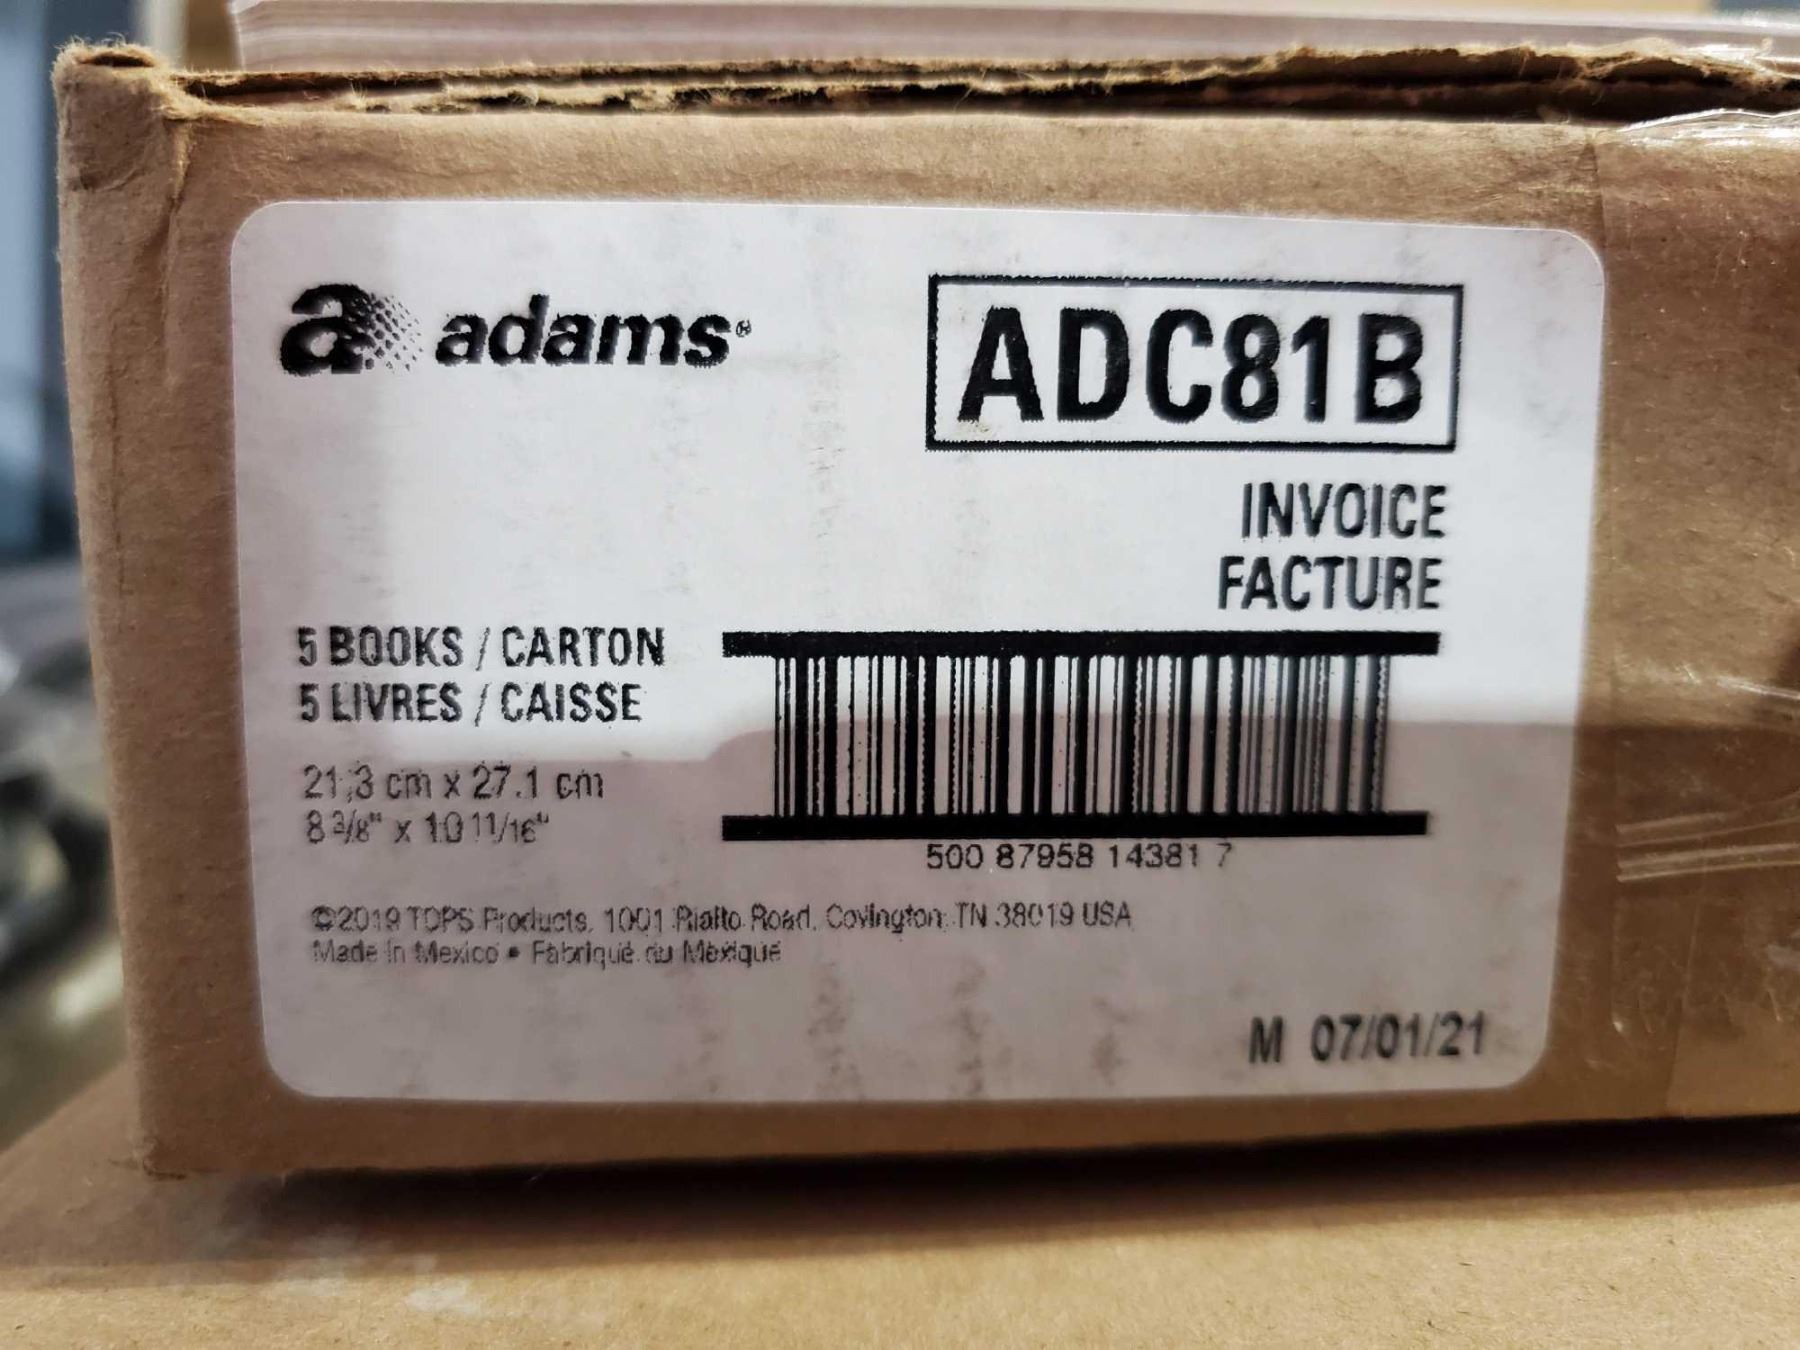 a adams®
ADC81B
INVOICE
FACTURE
5 BOOKS / CARTON
5 LIVRES / CAISSE
21,3 cm x 27.1 cm
8 3/8" x 10 11/16"
500 87958 14381 7
©2019 TOPS Products, 1001 Rialto Road, Covington, TN 38019 USA
Made in Mexico • Fabriqué au Mexique
M 07/01/21